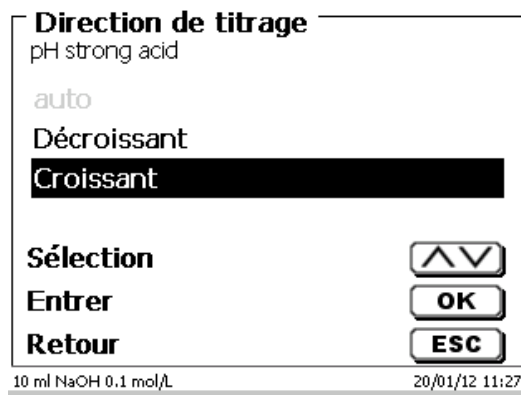 Direction de titrage
pH strong acid
auto
Décroissant
Croissant
Sélection
Entrer OK
Retour ESC
10 ml NaOH 0.1 mol/L 20/01/12 11:27